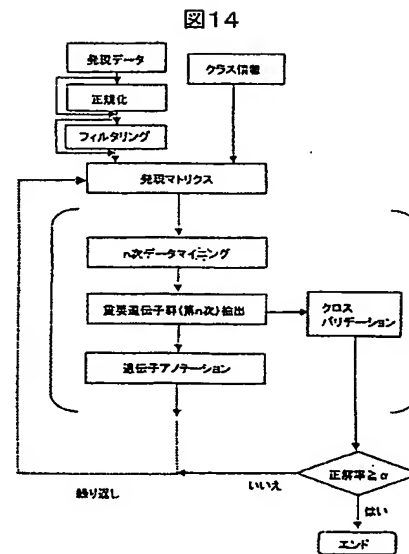 図14
発現データ
クラス情報
正規化
フィルタリング
発現マトリクス
n次データマイニング
重要遺伝子群(第n次)抽出
クロス
バリデーション
遺伝子アノテーション
正解率≧α
繰り返し
いいえ
はい
エンド